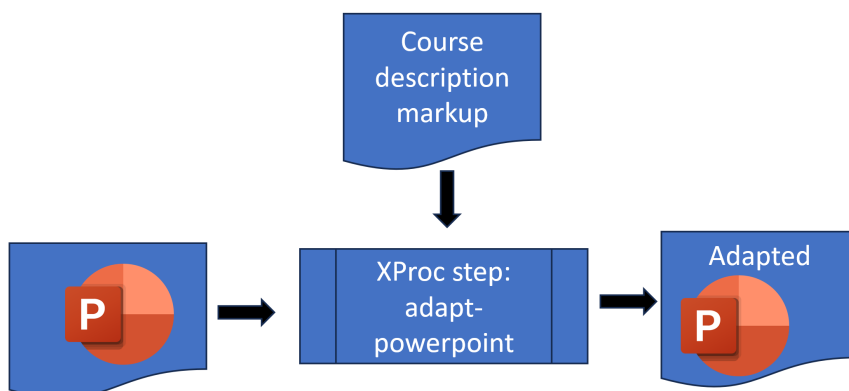 Course
description
markup
P
XProc step:
adapt-
powerpoint
Adapted
P